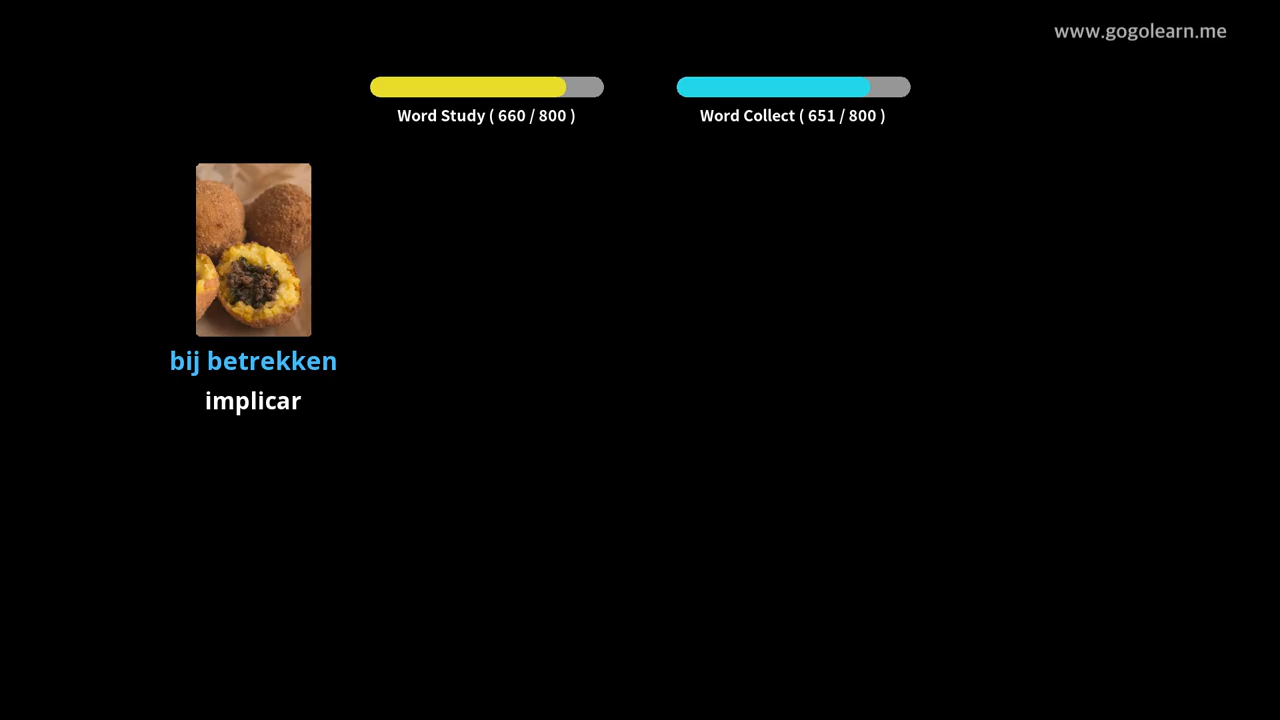 www.gogolearn.me
Word Study ( 660 / 800 )
Word Collect ( 651 / 800 )
bij betrekken
implicar